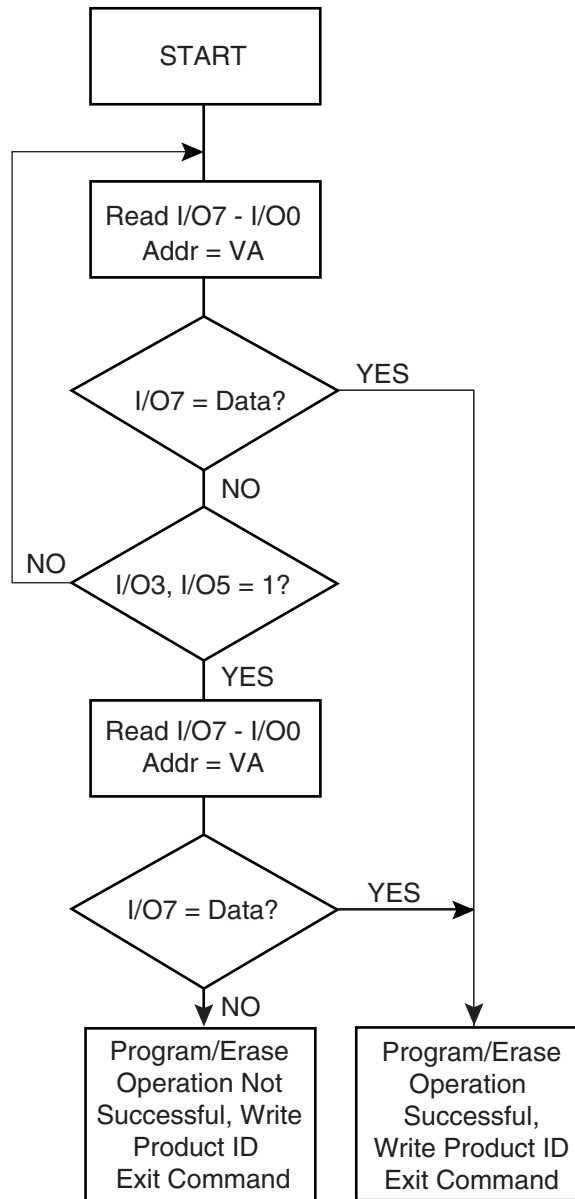 START
Read I/O7 - I/O0
Addr = VA
I/O7 = Data?
YES
NO
I/O3, I/O5 = 1?
NO
YES
Read I/O7 - I/O0
Addr = VA
I/O7 = Data?
YES
NO
Program/Erase
Operation Not
Successful, Write
Product ID
Exit Command
Program/Erase
Operation
Successful,
Write Product ID
Exit Command